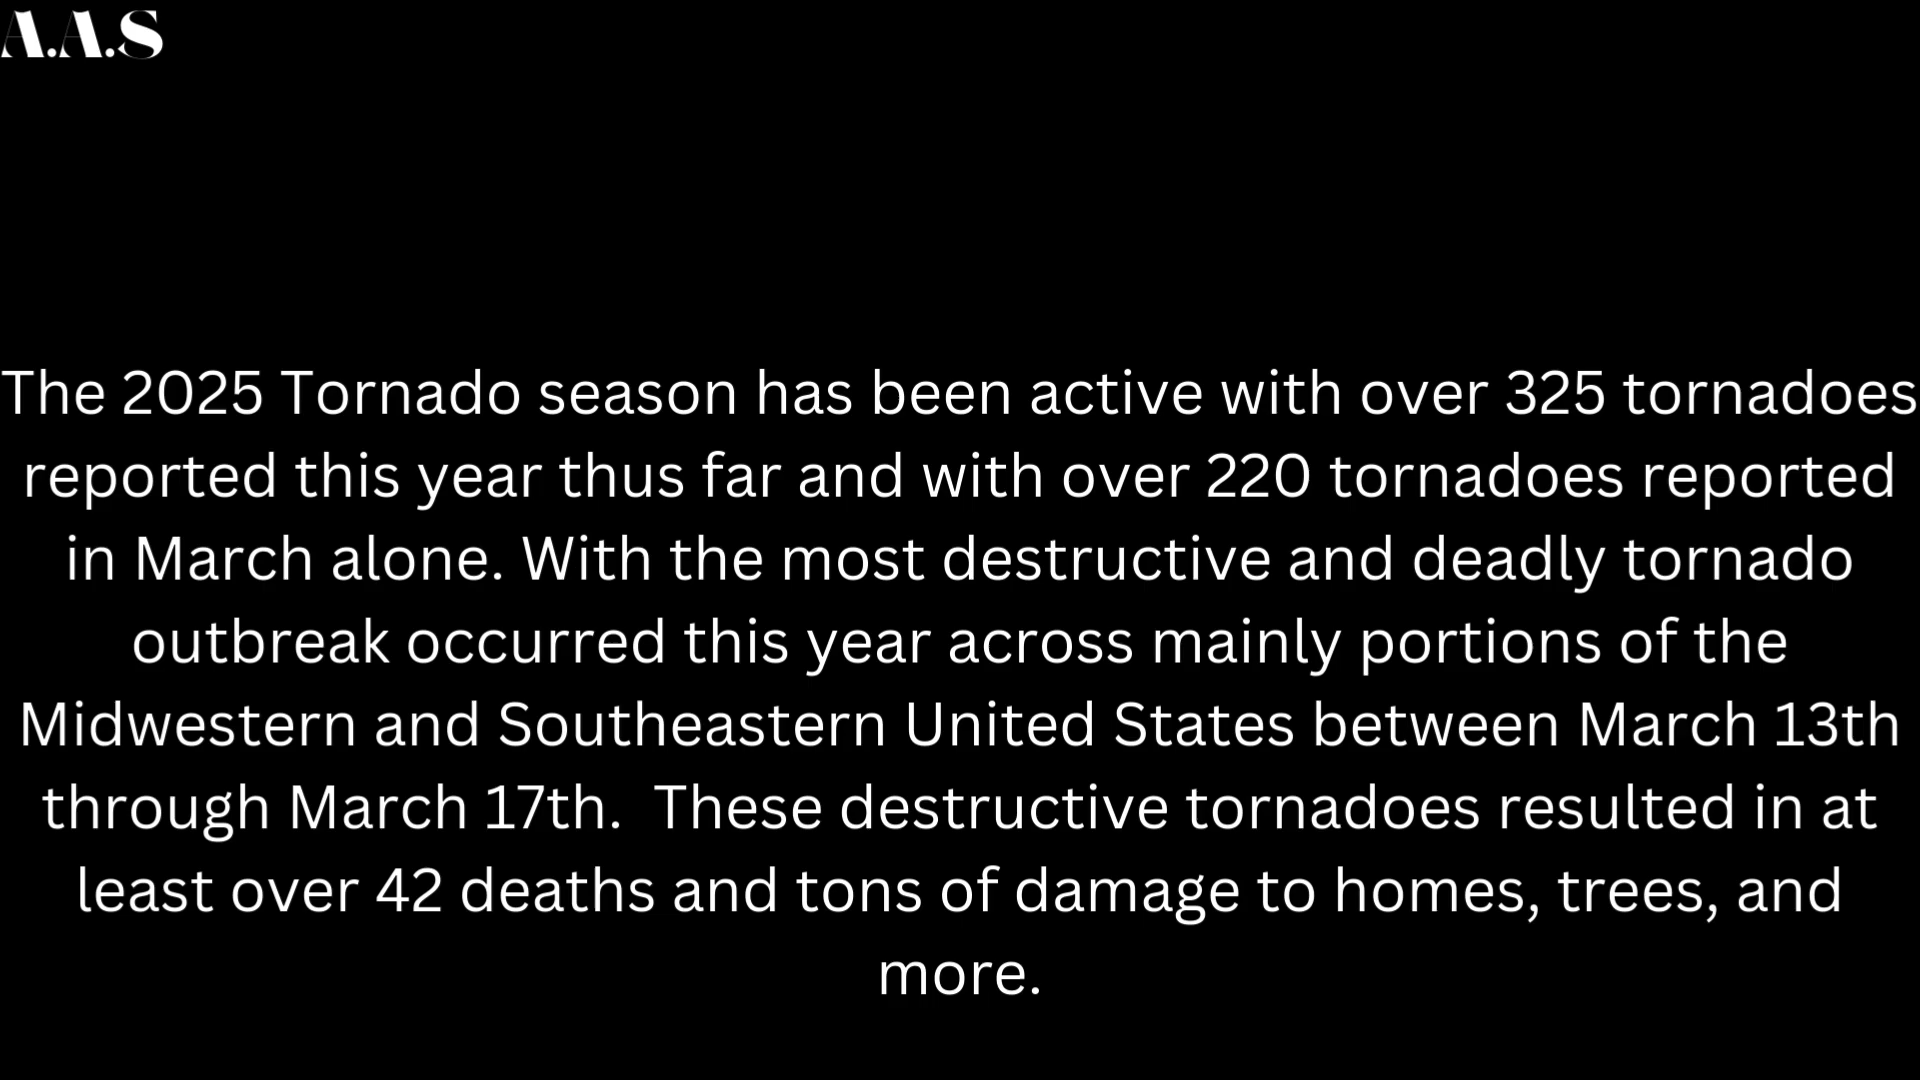 A.A.S
The 2025 Tornado season has been active with over 325 tornadoes
reported this year thus far and with over 220 tornadoes reported
in March alone. With the most destructive and deadly tornado
outbreak occurred this year across mainly portions of the
Midwestern and Southeastern United States between March 13th
through March 17th.  These destructive tornadoes resulted in at
least over 42 deaths and tons of damage to homes, trees, and
more.